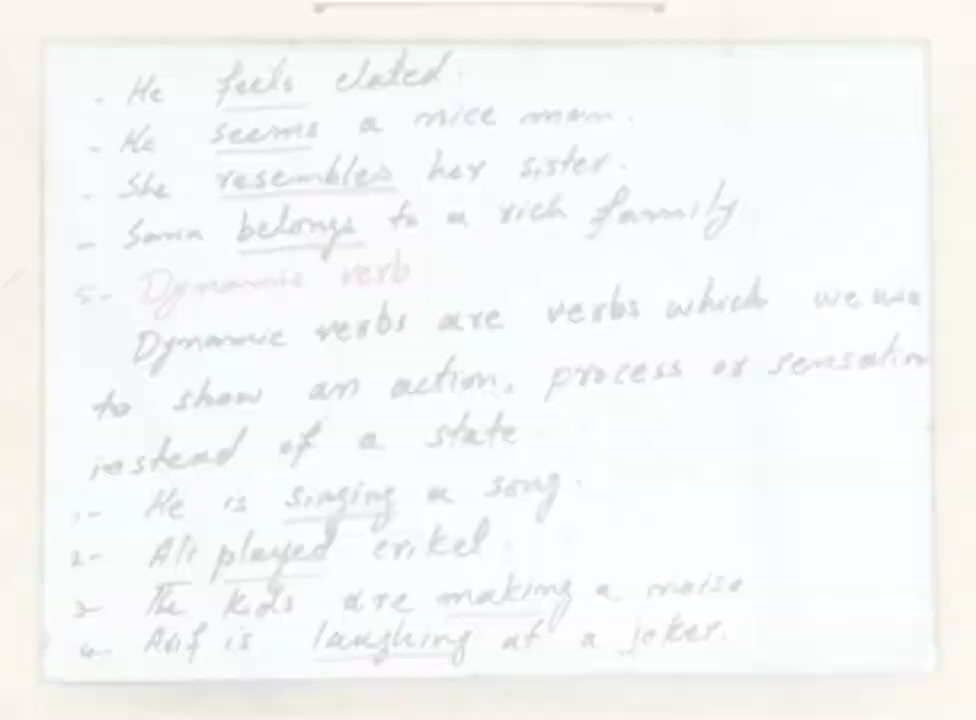 - He feels elated.
- He seems a nice man.
- She resembles her sister.
- Sana belongs to a rich family
5- Dynamic verb
Dynamic verbs are verbs which we use
to show an action, process or sensation
instead of a state
1- He is singing a song.
2- Ali played criket.
3- The kids are making a noise
4- Asif is laughing at a joker.